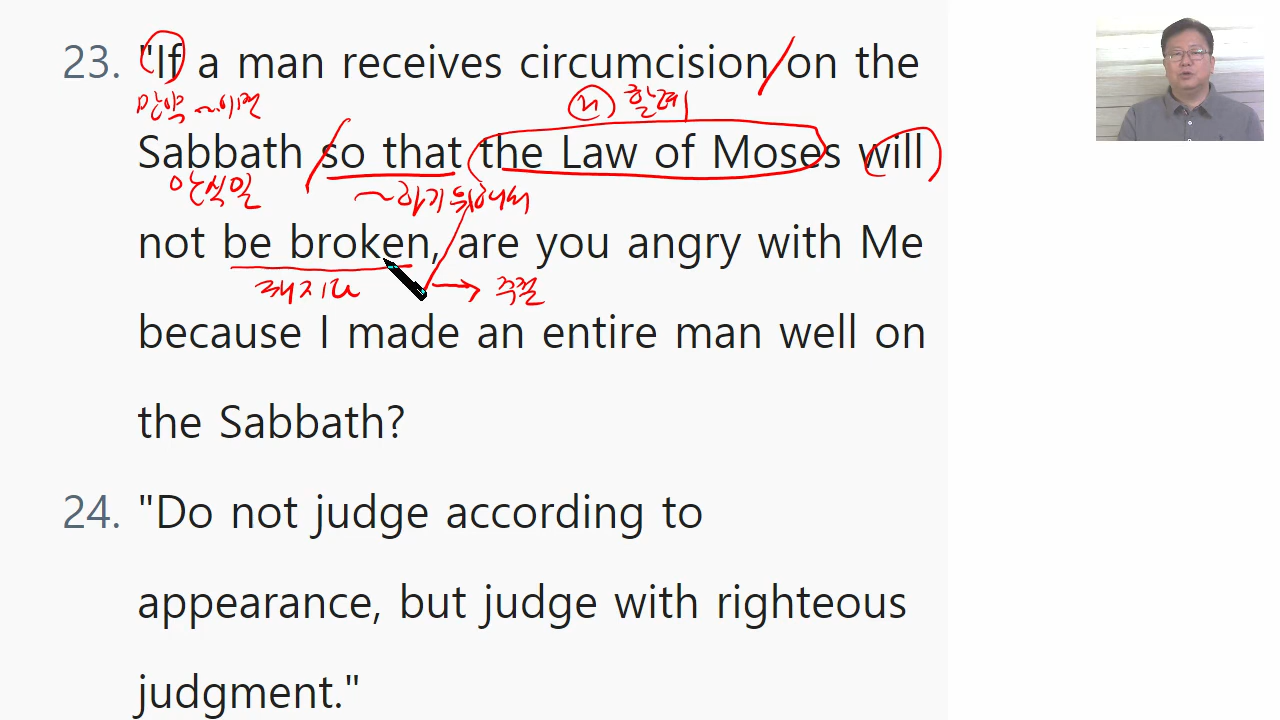 23. "If a man receives circumcision on the
만약 ~이면
n 할례
Sabbath so that the Law of Moses will
안식일
~하기 위해서
not be broken, are you angry with Me
깨지다
→ 주절
because I made an entire man well on
the Sabbath?
24. "Do not judge according to
appearance, but judge with righteous
judgment."